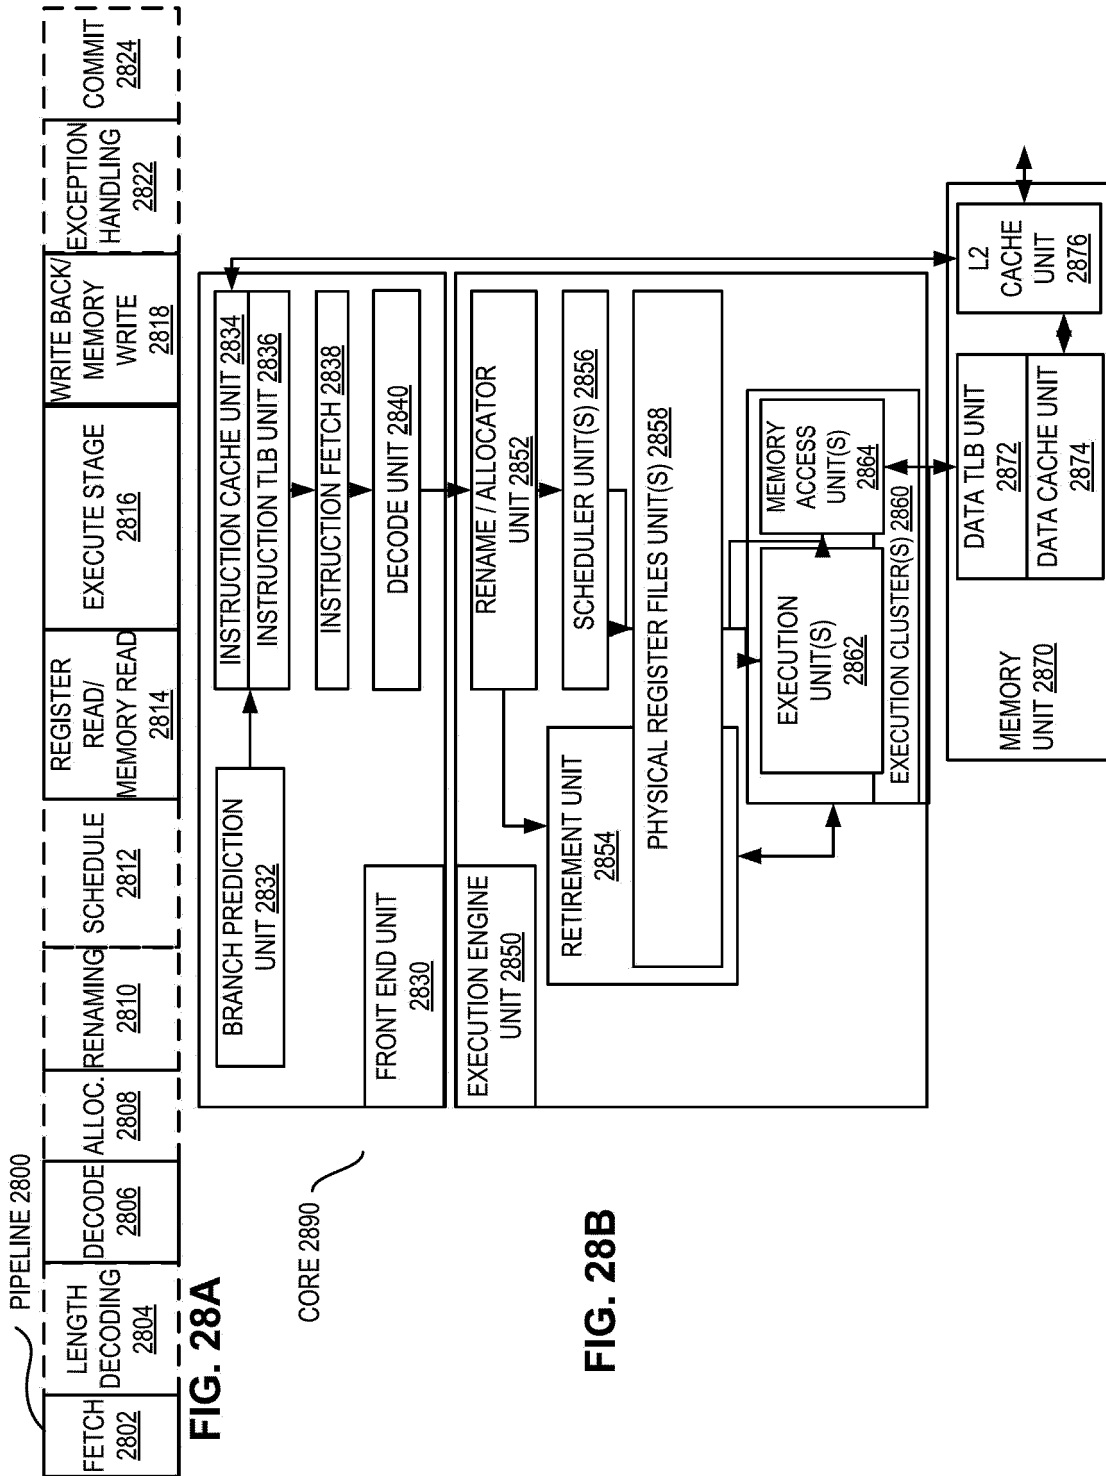 PIPELINE 2800
FETCH
2802
LENGTH
DECODING
2804
DECODE
2806
ALLOC.
2808
RENAMING
2810
SCHEDULE
2812
REGISTER
READ/
MEMORY READ
2814
EXECUTE STAGE
2816
WRITE BACK/
MEMORY
WRITE
2818
EXCEPTION
HANDLING
2822
COMMIT
2824
FIG. 28A
CORE 2890
BRANCH PREDICTION
UNIT 2832
INSTRUCTION CACHE UNIT 2834
INSTRUCTION TLB UNIT 2836
INSTRUCTION FETCH 2838
DECODE UNIT 2840
FRONT END UNIT
2830
EXECUTION ENGINE
UNIT 2850
RENAME / ALLOCATOR
UNIT 2852
SCHEDULER UNIT(S) 2856
RETIREMENT UNIT
2854
PHYSICAL REGISTER FILES UNIT(S) 2858
EXECUTION
UNIT(S)
2862
MEMORY
ACCESS
UNIT(S)
2864
EXECUTION CLUSTER(S) 2860
MEMORY
UNIT 2870
DATA TLB UNIT
2872
DATA CACHE UNIT
2874
L2
CACHE
UNIT
2876
FIG. 28B